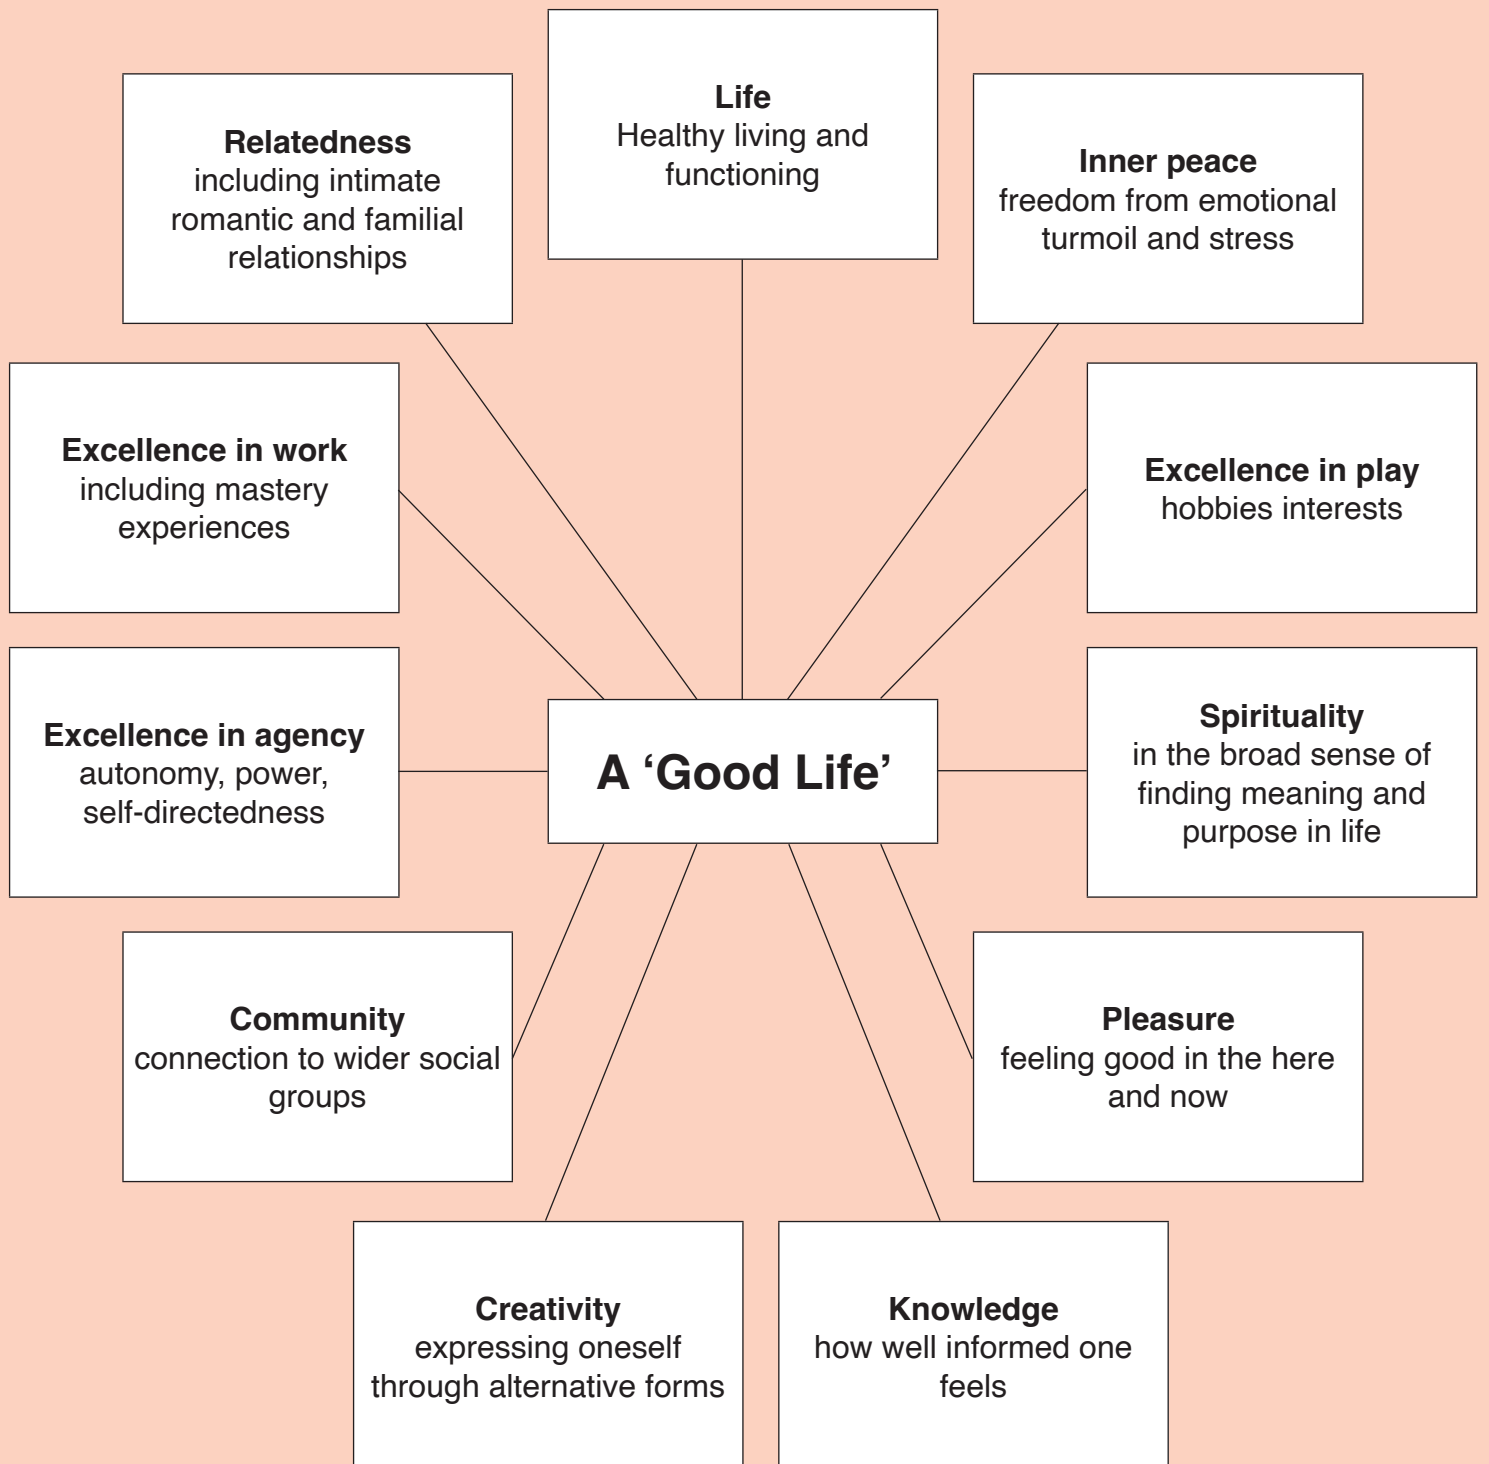 Life
Healthy living and
functioning
Relatedness
including intimate
romantic and familial
relationships
Inner peace
freedom from emotional
turmoil and stress
Excellence in work
including mastery
experiences
Excellence in play
hobbies interests
Excellence in agency
autonomy, power,
self-directedness
A ‘Good Life’
Spirituality
in the broad sense of
finding meaning and
purpose in life
Community
connection to wider social
groups
Pleasure
feeling good in the here
and now
Creativity
expressing oneself
through alternative forms
Knowledge
how well informed one
feels